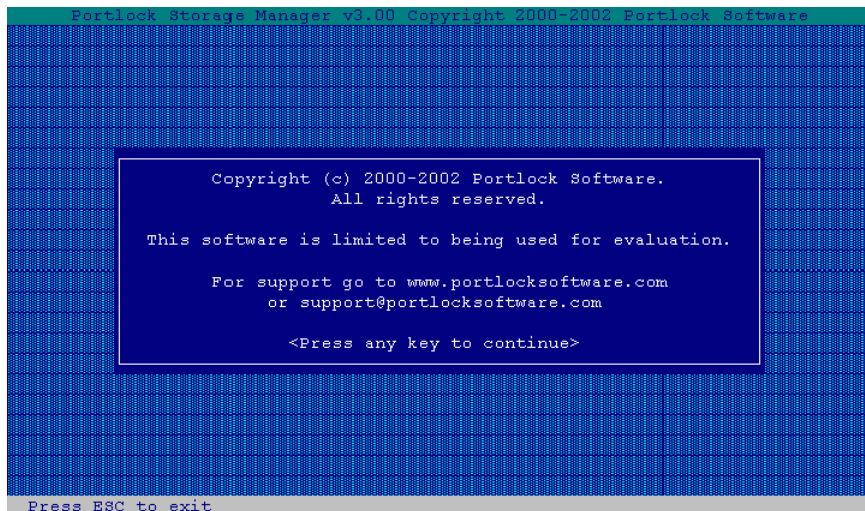 Portlock Storage Manager v3.00 Copyright 2000-2002 Portlock Software
Copyright (c) 2000-2002 Portlock Software.
All rights reserved.
This software is limited to being used for evaluation.
For support go to www.portlocksoftware.com
or support@portlocksoftware.com
<Press any key to continue>
Press ESC to exit